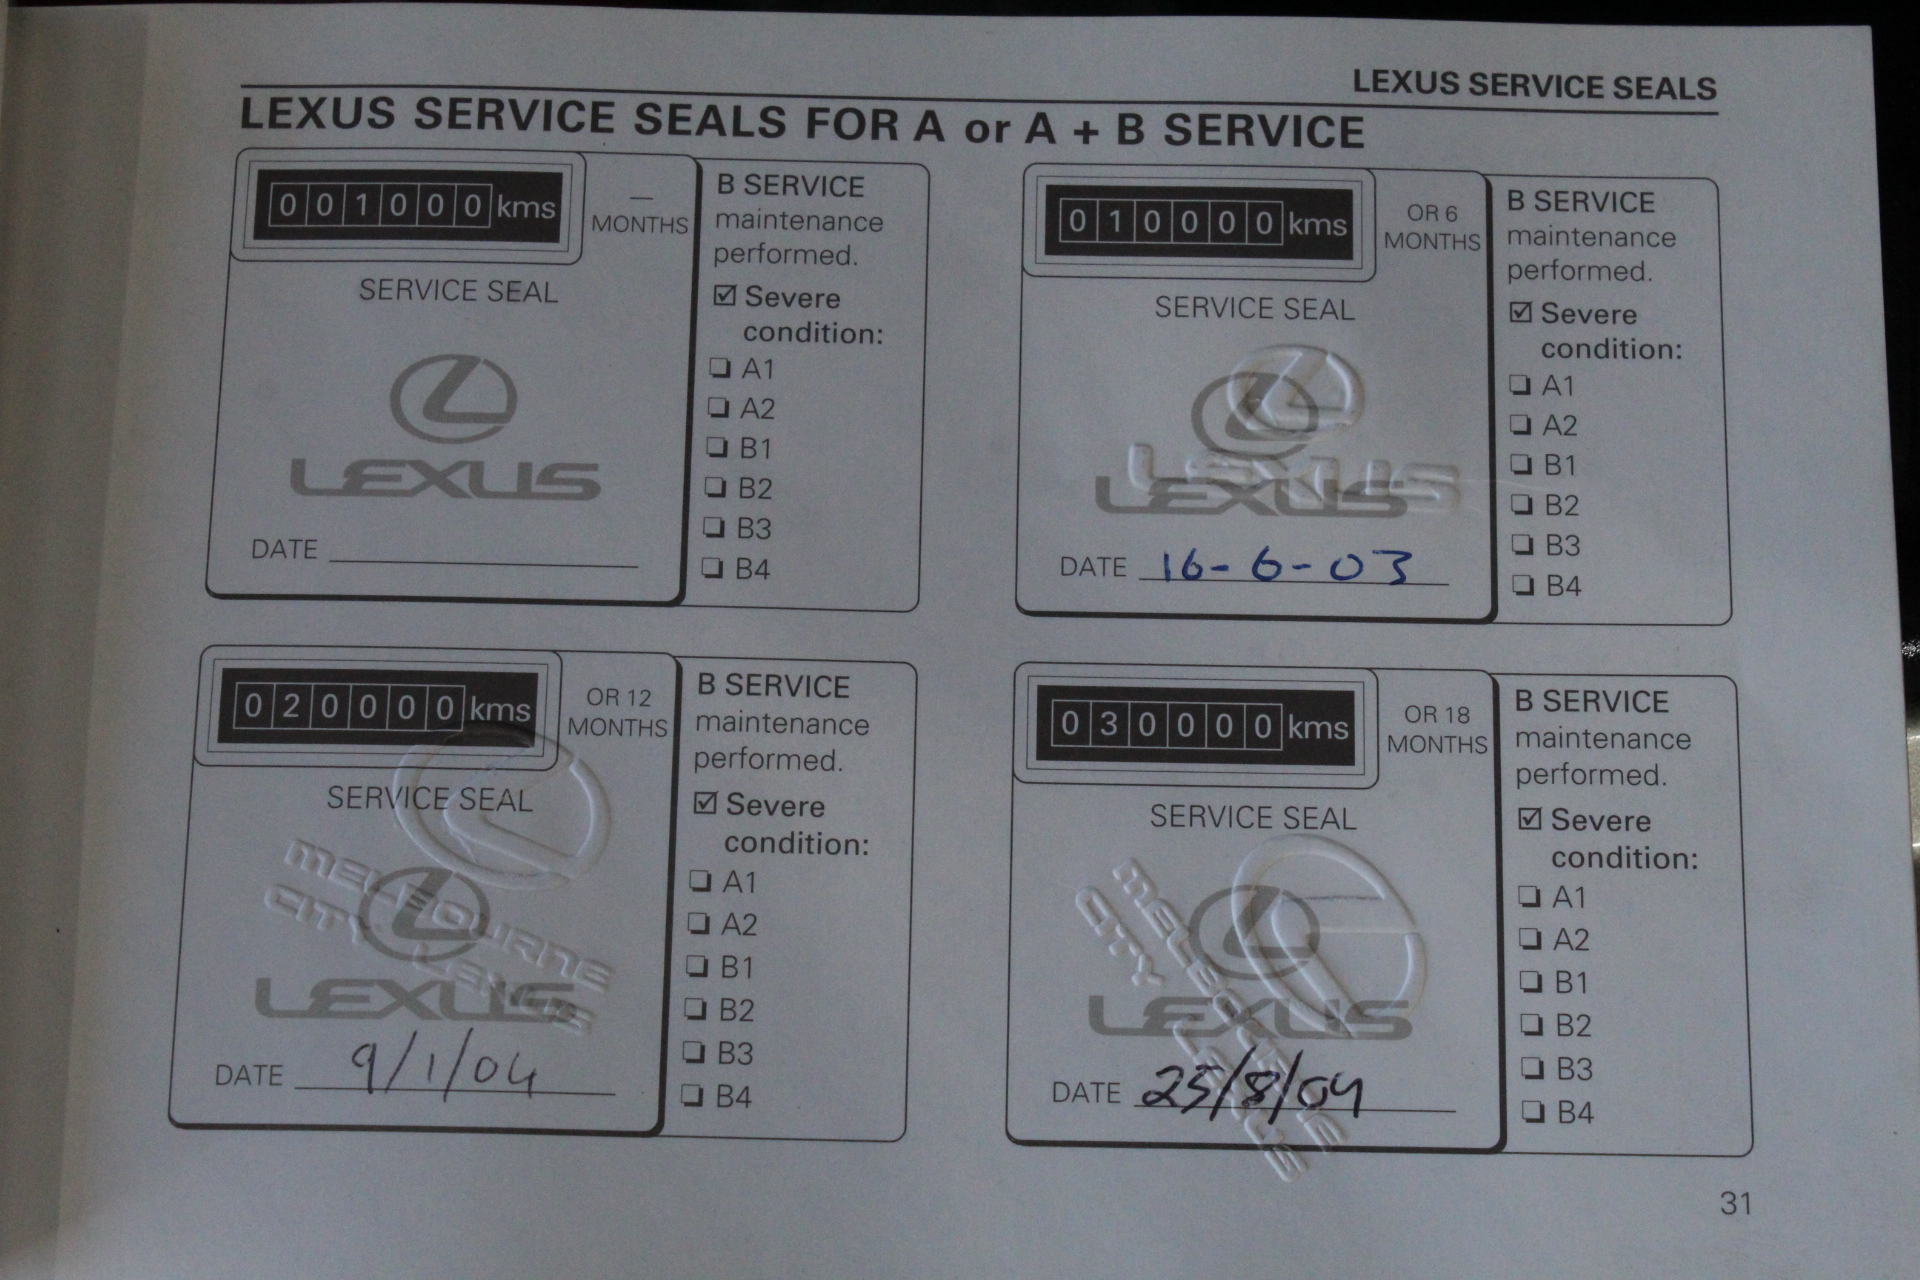 LEXUS SERVICE SEALS
LEXUS SERVICE SEALS FOR A or A + B SERVICE
001000 kms
—
MONTHS
SERVICE SEAL
LEXUS
DATE
B SERVICE
maintenance
performed.
☑ Severe
condition:
❏ A1
❏ A2
❏ B1
❏ B2
❏ B3
❏ B4
010000 kms
OR 6
MONTHS
SERVICE SEAL
LEXUS
LEXUS
DATE 16-6-03
B SERVICE
maintenance
performed.
☑ Severe
condition:
❏ A1
❏ A2
❏ B1
❏ B2
❏ B3
❏ B4
020000 kms
OR 12
MONTHS
SERVICE SEAL
MELBOURNE
CITY LEXUS
LEXUS
DATE 9/1/04
B SERVICE
maintenance
performed.
☑ Severe
condition:
❏ A1
❏ A2
❏ B1
❏ B2
❏ B3
❏ B4
030000 kms
OR 18
MONTHS
SERVICE SEAL
MELBOURNE
CITY LEXUS
LEXUS
DATE 25/8/04
B SERVICE
maintenance
performed.
☑ Severe
condition:
❏ A1
❏ A2
❏ B1
❏ B2
❏ B3
❏ B4
31